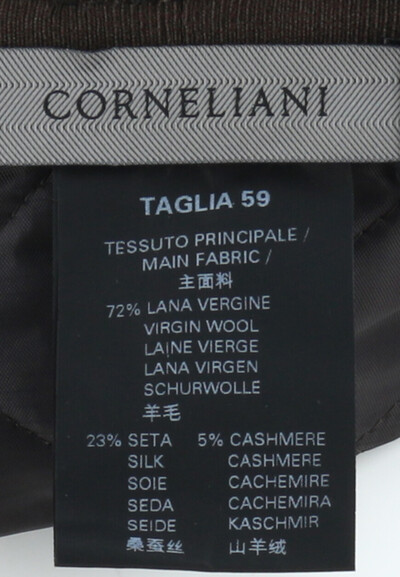 CORNELIANI
TAGLIA 59
TESSUTO PRINCIPALE /
MAIN FABRIC /
主面料
72% LANA VERGINE
VIRGIN WOOL
LAINE VIERGE
LANA VIRGEN
SCHURWOLLE
羊毛
23% SETA 5% CASHMERE
SILK CASHMERE
SOIE CACHEMIRE
SEDA CACHEMIRA
SEIDE KASCHMIR
桑蚕丝 山羊绒